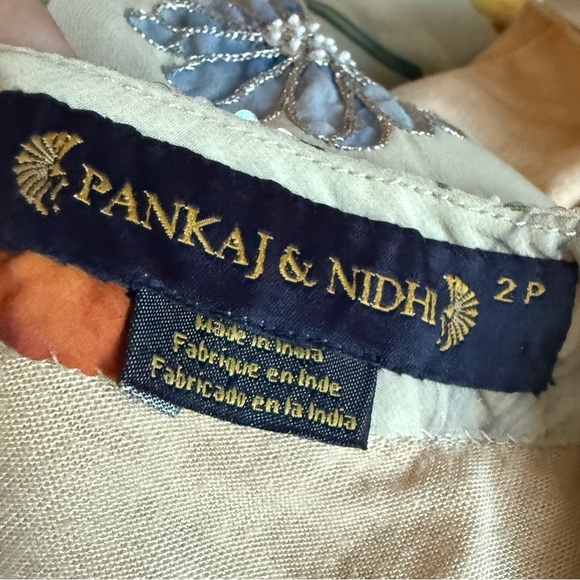 PANKAJ & NIDHI 2P
Made in India
Fabriqué en Inde
Fabricado en la India